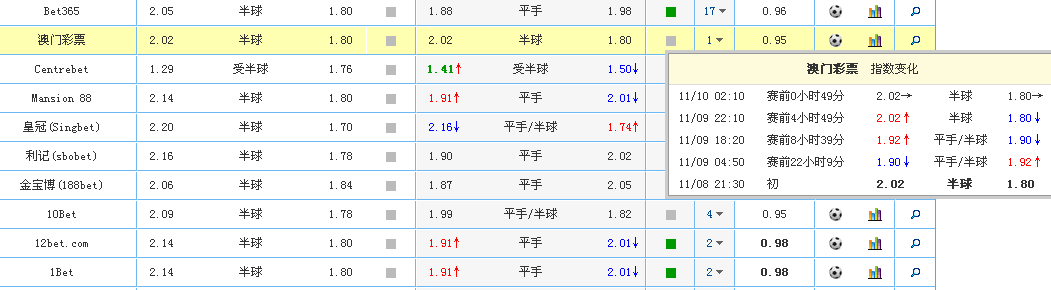 Bet365 2.05 半球 1.80 1.88 平手 1.98 17 0.96
澳门彩票 2.02 半球 1.80 2.02 半球 1.80 1 0.95
Centrebet 1.29 受半球 1.76 1.41↑ 受半球 1.50↓
Mansion 88 2.14 半球 1.80 1.91↑ 平手 2.01↓
皇冠(Singbet) 2.20 半球 1.70 2.16↓ 平手/半球 1.74↑
利记(sbobet) 2.16 半球 1.78 1.90 平手 2.02
金宝博(188bet) 2.06 半球 1.84 1.87 平手 2.05
10Bet 2.09 半球 1.78 1.99 平手/半球 1.82 4 0.95
12bet.com 2.14 半球 1.80 1.91↑ 平手 2.01↓ 2 0.98
1Bet 2.14 半球 1.80 1.91↑ 平手 2.01↓ 2 0.98
澳门彩票 指数变化
11/10 02:10 赛前0小时49分 2.02→ 半球 1.80→
11/09 22:10 赛前4小时49分 2.02↑ 半球 1.80↓
11/09 18:20 赛前8小时39分 1.92↑ 平手/半球 1.90↓
11/09 04:50 赛前22小时9分 1.90↓ 平手/半球 1.92↑
11/08 21:30 初 2.02 半球 1.80